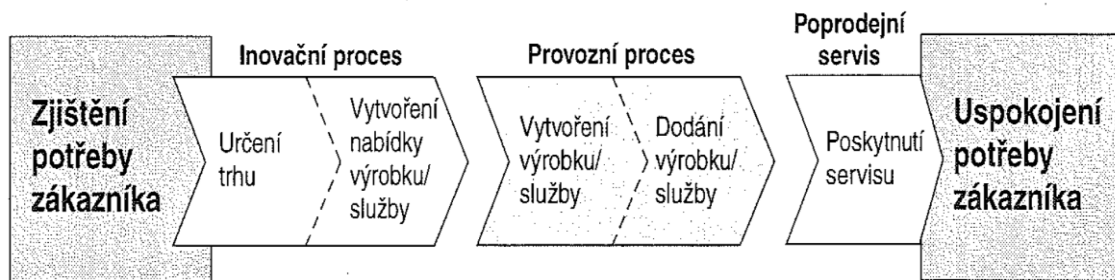 Zjištění
potřeby
zákazníka
Inovační proces
Určení
trhu
Vytvoření
nabídky
výrobku/
služby
Provozní proces
Vytvoření
výrobku/
služby
Dodání
výrobku/
služby
Poprodejní
servis
Poskytnutí
servisu
Uspokojení
potřeby
zákazníka